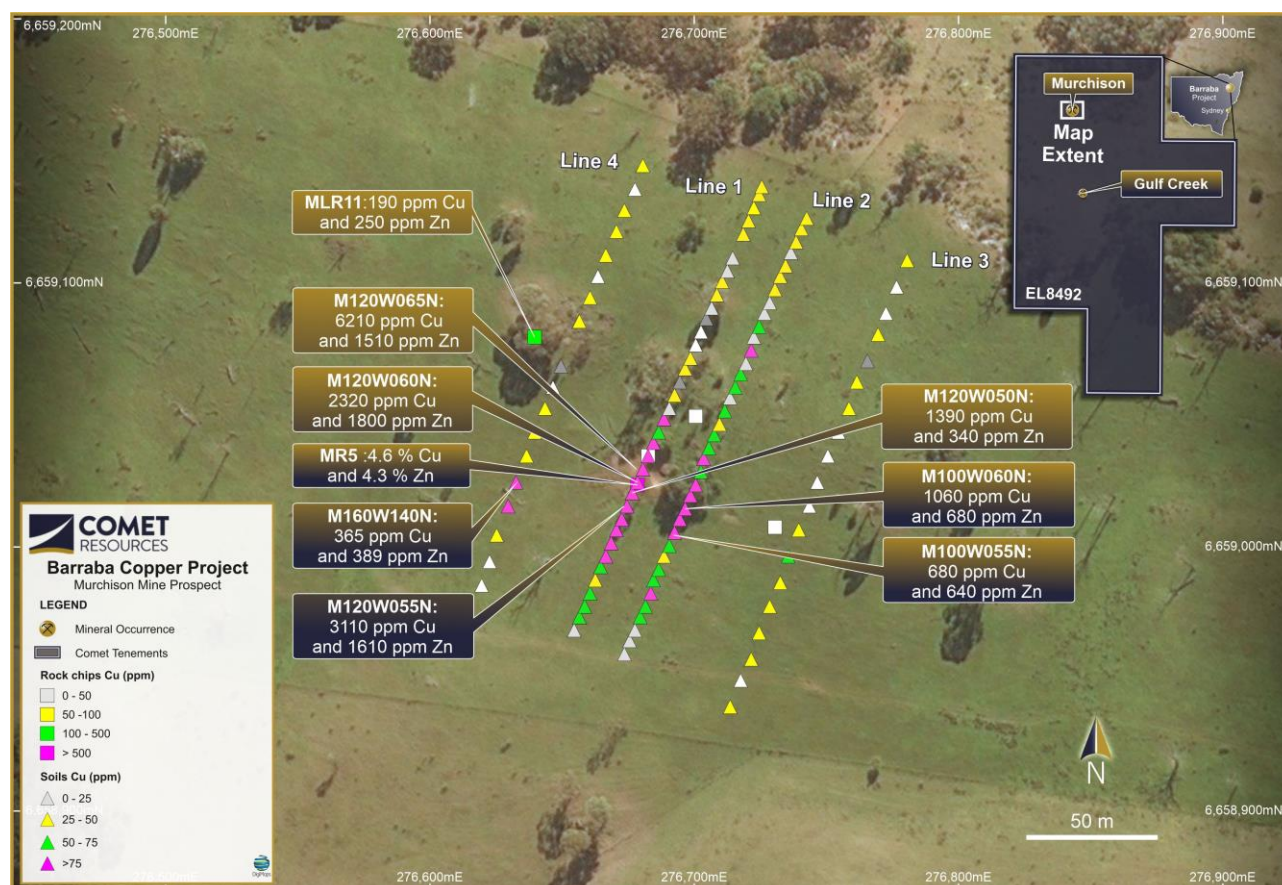 6,659,200mN
276,500mE
276,600mE
276,700mE
276,800mE
276,900mE
Murchison
Barraba
Project
Sydney
Map
Extent
Gulf Creek
EL8492
Line 4
Line 1
Line 2
Line 3
MLR11:190 ppm Cu
and 250 ppm Zn
6,659,100mN
6,659,100mN
M120W065N:
6210 ppm Cu
and 1510 ppm Zn
M120W060N:
2320 ppm Cu
and 1800 ppm Zn
MR5 :4.6 % Cu
and 4.3 % Zn
M160W140N:
365 ppm Cu
and 389 ppm Zn
M120W055N:
3110 ppm Cu
and 1610 ppm Zn
M120W050N:
1390 ppm Cu
and 340 ppm Zn
M100W060N:
1060 ppm Cu
and 680 ppm Zn
M100W055N:
680 ppm Cu
and 640 ppm Zn
6,659,000mN
COMET
RESOURCES
Barraba Copper Project
Murchison Mine Prospect
LEGEND
Mineral Occurrence
Comet Tenements
Rock chips Cu (ppm)
0 - 50
50 -100
100 - 500
> 500
Soils Cu (ppm)
0 - 25
25 - 50
50 - 75
>75
DigMaps
N
50 m
6,658,900mN
276,600mE
276,700mE
276,800mE
276,900mE